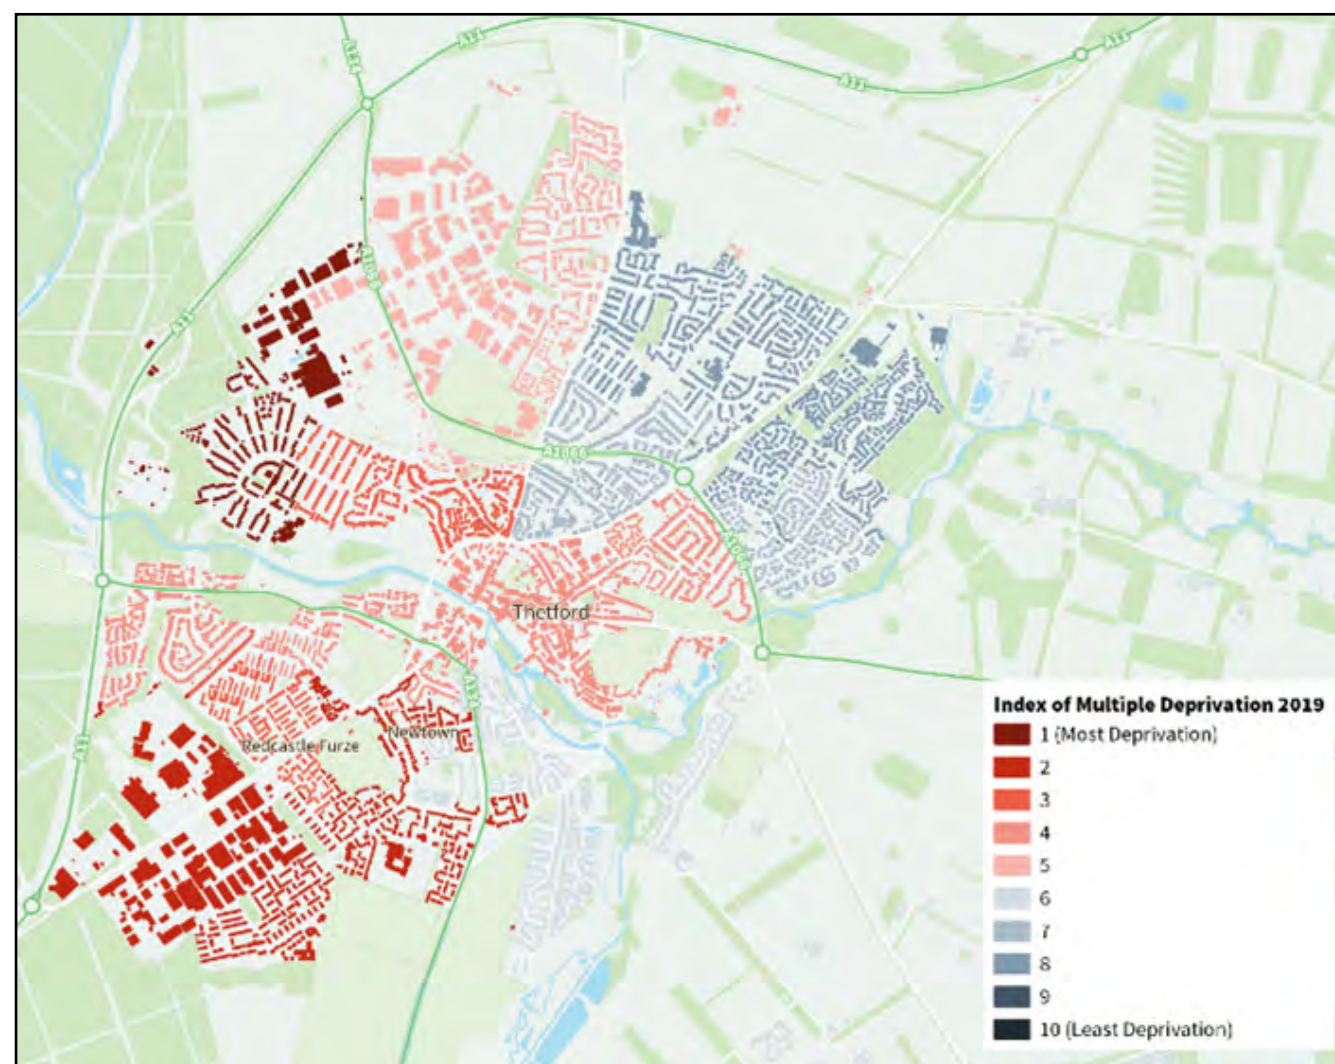 A134
A11
A11
A11
A1066
A11
A1066
A1066
Thetford
A134
Newtown
Redcastle Furze
A11
Index of Multiple Deprivation 2019
1 (Most Deprivation)
2
3
4
5
6
7
8
9
10 (Least Deprivation)